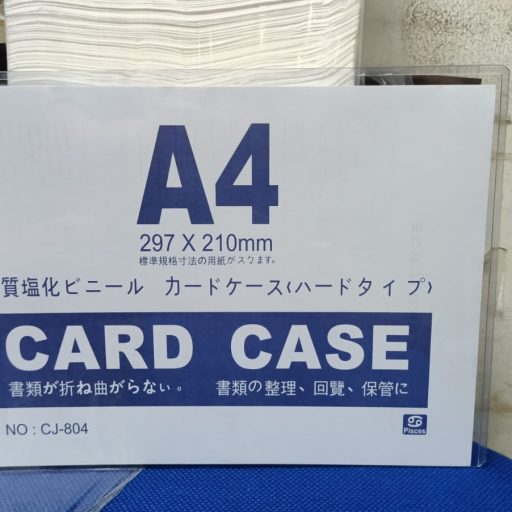 A4
297 X 210mm
標準規格寸法の用紙がスクます。
質塩化ビニール カードケース(ハードタイプ)
CARD CASE
書類が折ね曲がらない。 書類の整理、回覽、保管に
NO : CJ-804
Pisces